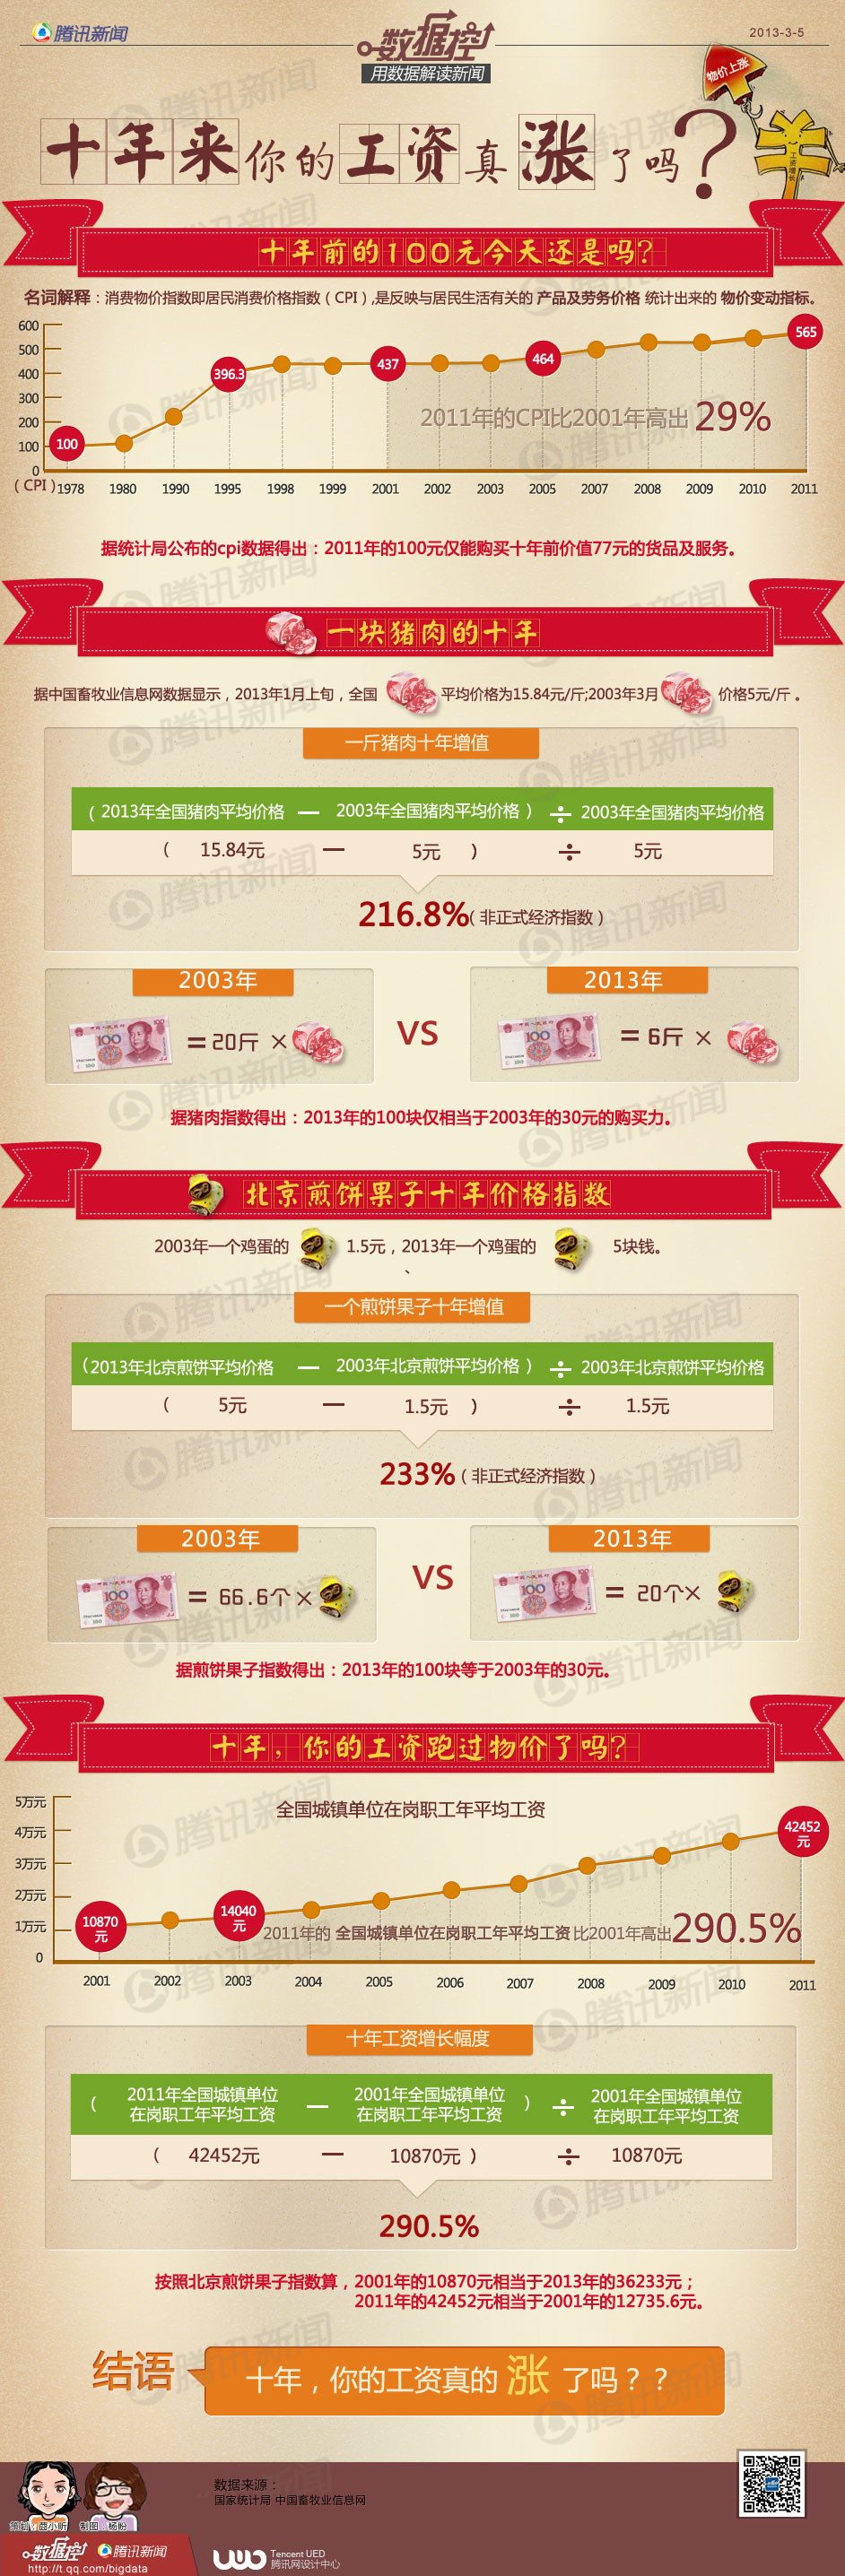 腾讯新闻
数据控
用数据解读新闻
2013-3-5
物价上涨
工资增长
十年来你的工资真涨了吗?
十年前的100元今天还是吗?
名词解释:消费物价指数即居民消费价格指数(CPI),是反映与居民生活有关的 产品及劳务价格 统计出来的 物价变动指标。
600
500
400
300
200
100
0
(CPI)
100
396.3
437
464
565
2011年的CPI比2001年高出 29%
1978 1980 1990 1995 1998 1999 2001 2002 2003 2005 2007 2008 2009 2010 2011
据统计局公布的cpi数据得出:2011年的100元仅能购买十年前价值77元的货品及服务。
一块猪肉的十年
据中国畜牧业信息网数据显示,2013年1月上旬,全国 平均价格为15.84元/斤;2003年3月 价格5元/斤 。
一斤猪肉十年增值
( 2013年全国猪肉平均价格 — 2003年全国猪肉平均价格 ) ÷ 2003年全国猪肉平均价格
( 15.84元 — 5元 ) ÷ 5元
216.8%(非正式经济指数)
2003年
100
=20斤 ×
VS
2013年
100
= 6斤 ×
据猪肉指数得出:2013年的100块仅相当于2003年的30元的购买力。
北京煎饼果子十年价格指数
2003年一个鸡蛋的 1.5元,2013年一个鸡蛋的 5块钱。
、
一个煎饼果子十年增值
(2013年北京煎饼平均价格 — 2003年北京煎饼平均价格 ) ÷ 2003年北京煎饼平均价格
( 5元 — 1.5元 ) ÷ 1.5元
233%(非正式经济指数)
2003年
100
= 66.6个×
VS
2013年
100
= 20个×
据煎饼果子指数得出:2013年的100块等于2003年的30元。
十年,你的工资跑过物价了吗?
全国城镇单位在岗职工年平均工资
5万元
4万元
3万元
2万元
1万元
0
10870元
14040元
42452元
2011年的 全国城镇单位在岗职工年平均工资 比2001年高出290.5%
2001 2002 2003 2004 2005 2006 2007 2008 2009 2010 2011
十年工资增长幅度
( 2011年全国城镇单位在岗职工年平均工资 — 2001年全国城镇单位在岗职工年平均工资 ) ÷ 2001年全国城镇单位在岗职工年平均工资
( 42452元 — 10870元 ) ÷ 10870元
290.5%
按照北京煎饼果子指数算,2001年的10870元相当于2013年的36233元;
2011年的42452元相当于2001年的12735.6元。
结语
十年,你的工资真的 涨 了吗??
数据来源:
国家统计局 中国畜牧业信息网
数据控
腾讯新闻
http://t.qq.com/bigdata
Tencent UED
腾讯网设计中心